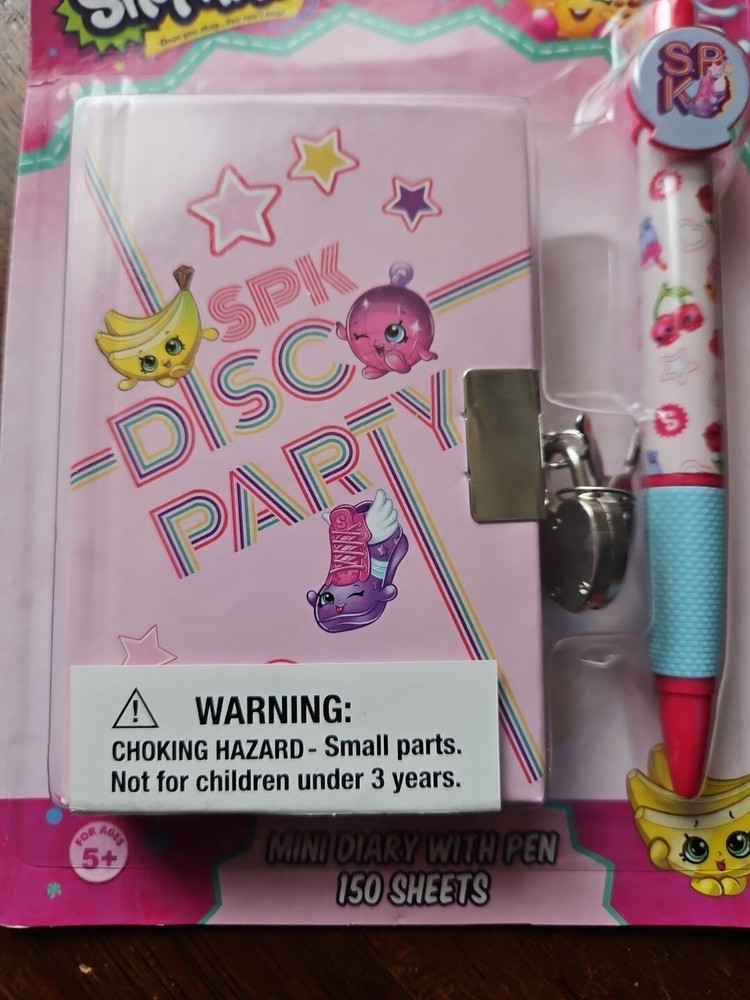 SPK
SPK
DISCO
PARTY
WARNING:
CHOKING HAZARD - Small parts.
Not for children under 3 years.
FOR AGES
5+
MINI DIARY WITH PEN
150 SHEETS